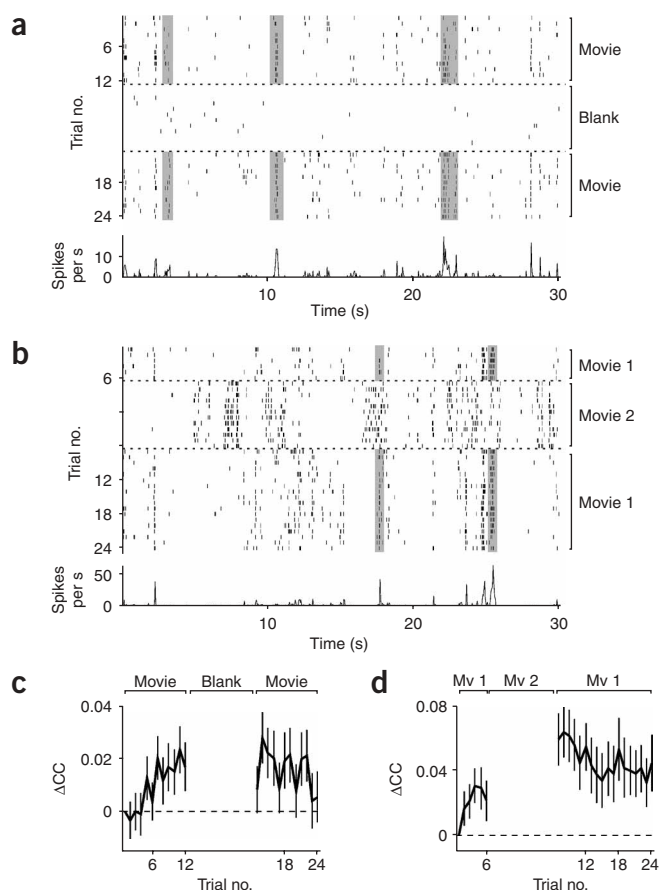 a
6
12
18
24
Trial no.
Movie
Blank
Movie
Spikes
per s
10
0
10
20
30
Time (s)
b
6
12
18
24
Trial no.
Movie 1
Movie 2
Movie 1
Spikes
per s
50
0
10
20
30
Time (s)
c
Movie Blank Movie
0.04
0.02
0
ΔCC
6 12 18 24
Trial no.
d
Mv 1 Mv 2 Mv 1
0.08
0.04
0
ΔCC
6 12 18 24
Trial no.